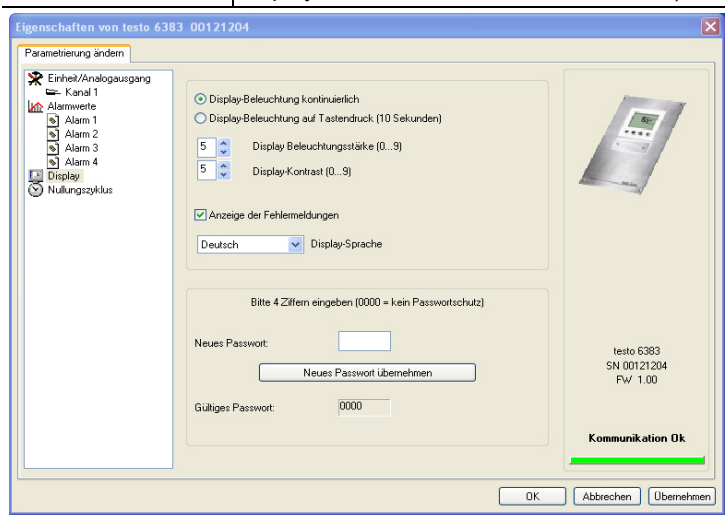 Eigenschaften von testo 6383 00121204
Parametrierung ändern
Einheit/Analogausgang
Kanal 1
Alarmwerte
Alarm 1
Alarm 2
Alarm 3
Alarm 4
Display
Nullungszyklus
Display-Beleuchtung kontinuierlich
Display-Beleuchtung auf Tastendruck (10 Sekunden)
5 Display Beleuchtungsstärke (0...9)
5 Display-Kontrast (0...9)
Anzeige der Fehlermeldungen
Deutsch Display-Sprache
Bitte 4 Ziffern eingeben (0000 = kein Passwortschutz)
Neues Passwort:
Neues Passwort übernehmen
Gültiges Passwort: 0000
testo 6383
SN 00121204
FW 1.00
Kommunikation Ok
OK Abbrechen Übernehmen